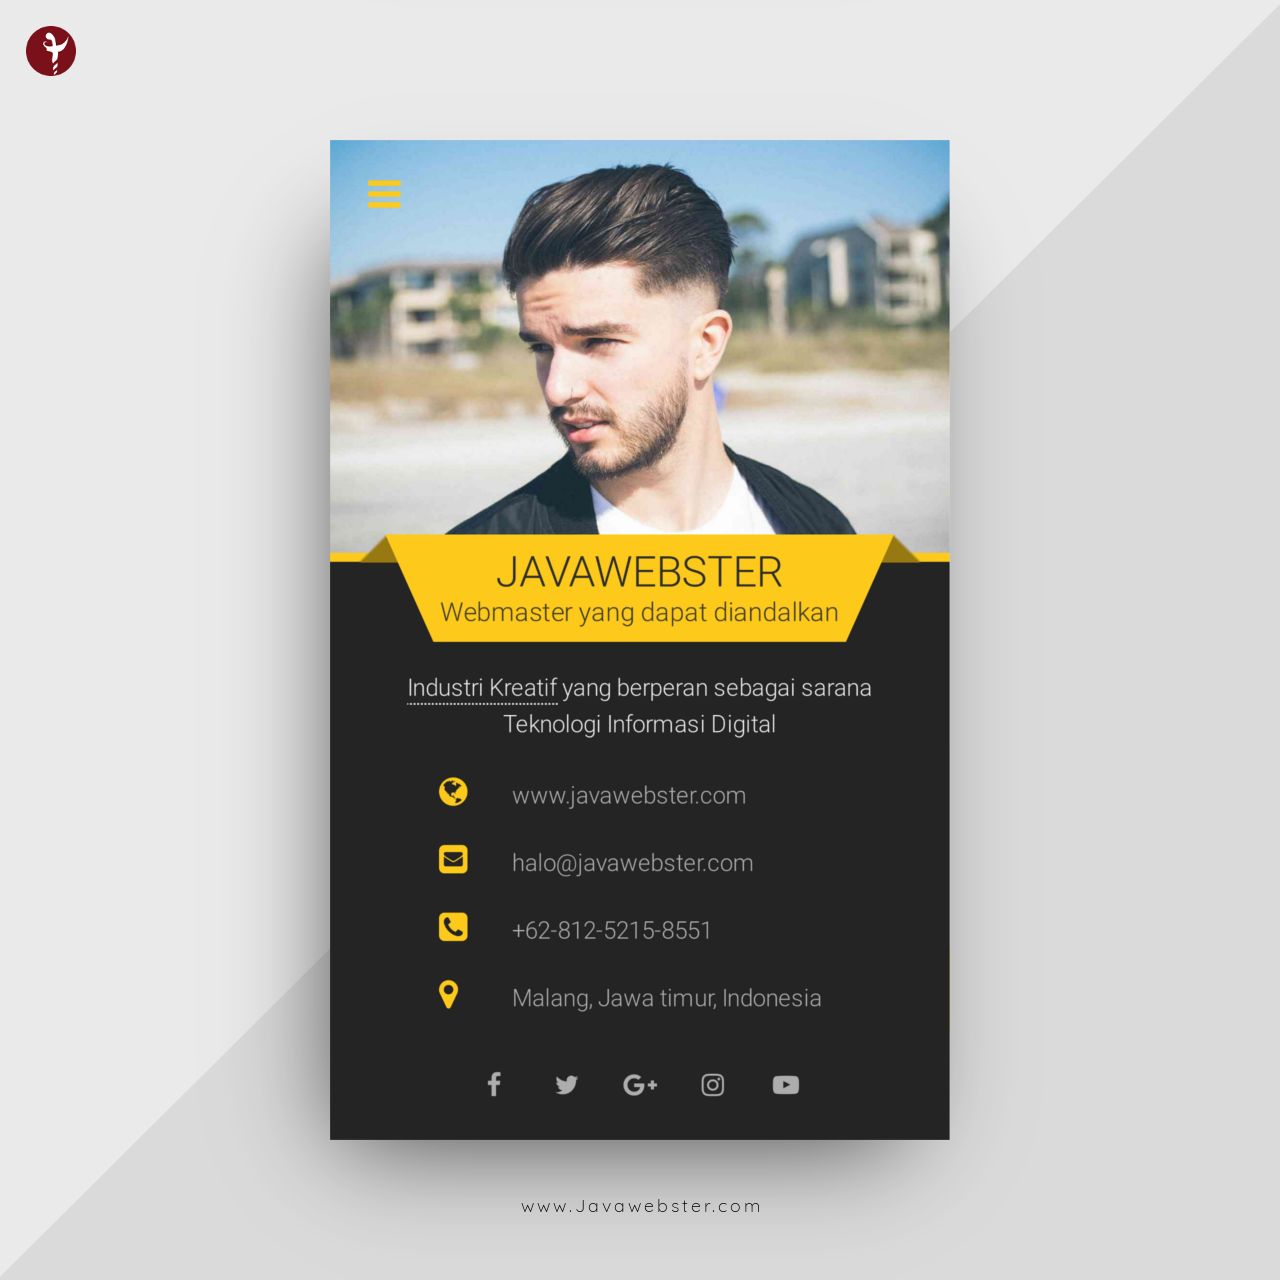 JAVAWEBSTER
Webmaster yang dapat diandalkan
Industri Kreatif yang berperan sebagai sarana
Teknologi Informasi Digital
www.javawebster.com
halo@javawebster.com
+62-812-5215-8551
Malang, Jawa timur, Indonesia
www.Javawebster.com